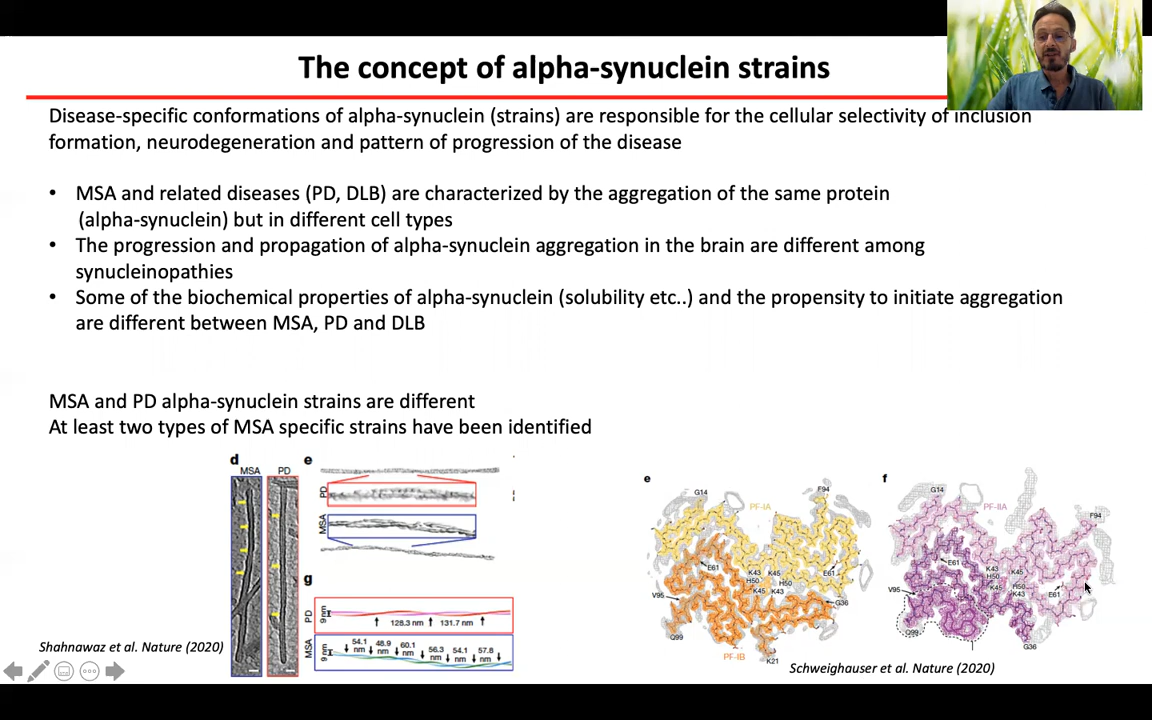 The concept of alpha-synuclein strains
Disease-specific conformations of alpha-synuclein (strains) are responsible for the cellular selectivity of inclusion
formation, neurodegeneration and pattern of progression of the disease
• MSA and related diseases (PD, DLB) are characterized by the aggregation of the same protein
(alpha-synuclein) but in different cell types
• The progression and propagation of alpha-synuclein aggregation in the brain are different among
synucleinopathies
• Some of the biochemical properties of alpha-synuclein (solubility etc..) and the propensity to initiate aggregation
are different between MSA, PD and DLB
MSA and PD alpha-synuclein strains are different
At least two types of MSA specific strains have been identified
d
MSA PD
e
PD
MSA
g
PD
9 nm
128.3 nm 131.7 nm
MSA
9 nm
54.1 nm 48.9 nm 60.1 nm 56.3 nm 54.1 nm 57.8 nm
Shahnawaz et al. Nature (2020)
e
G14
F94
PF-IA
E61
K43 K45
H50 H50
K45 K43
E61
V95
G36
Q99
PF-IB
K21
f
G14
PF-IIA
F94
E61
K43 K45
H50 H50
K45 K43
E61
V95
Q99
G36
Schweighauser et al. Nature (2020)